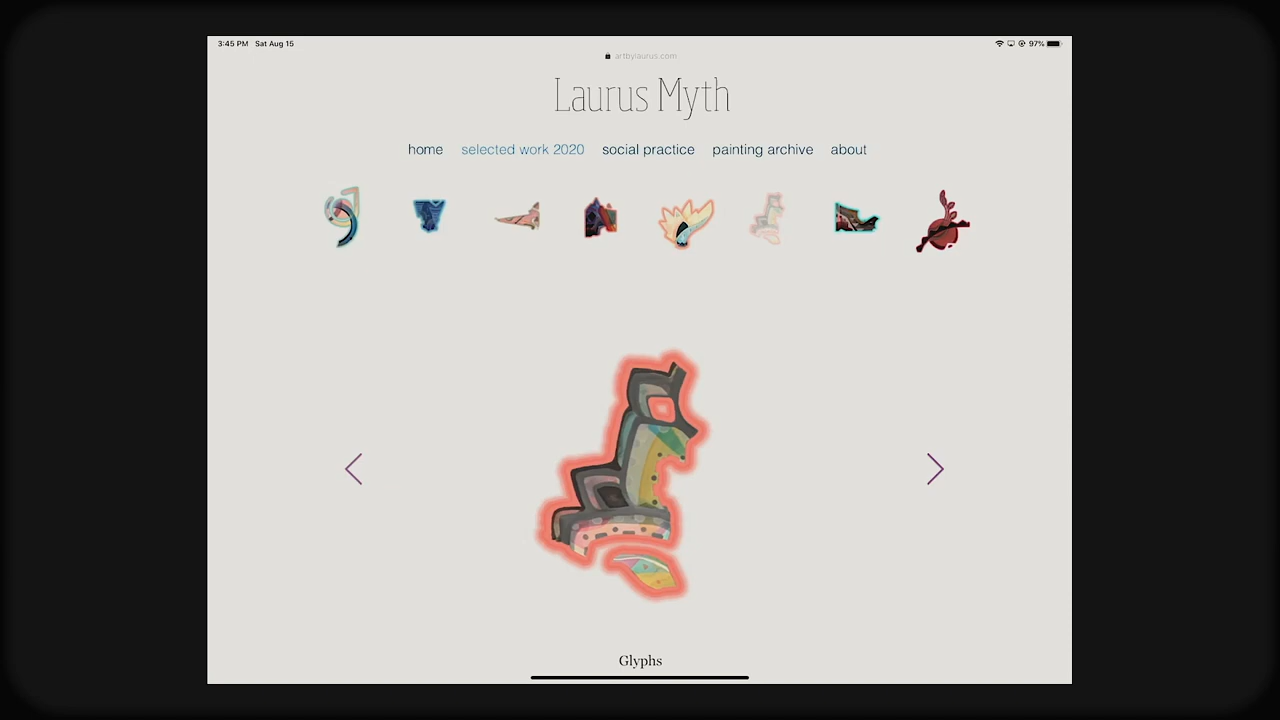 3:45 PM Sat Aug 15 97%
artbylaurus.com
Laurus Myth
home selected work 2020 social practice painting archive about
Glyphs